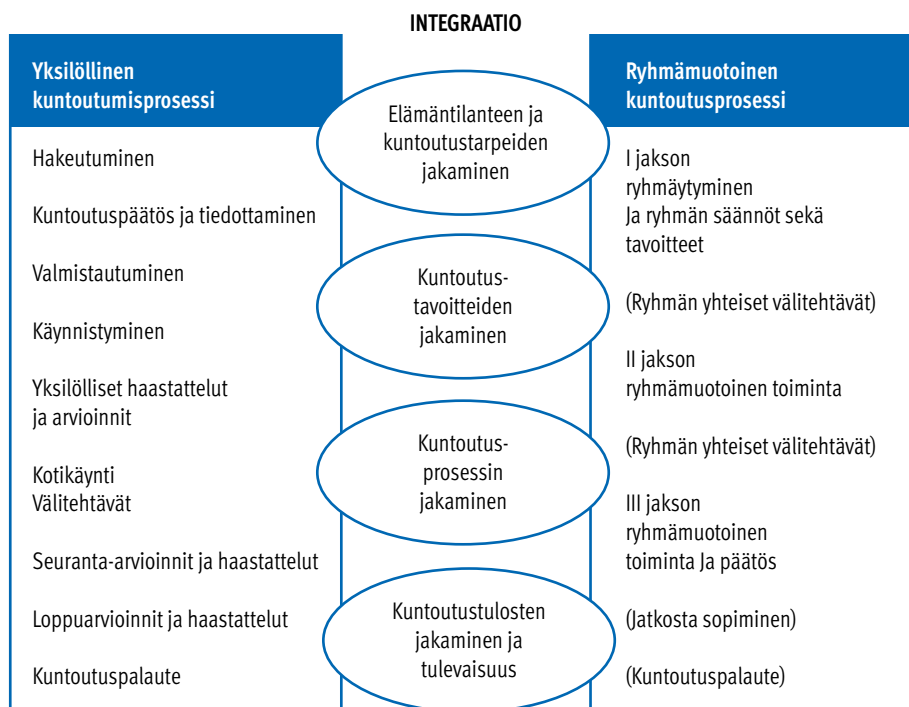 INTEGRAATIO
Yksilöllinen
kuntoutumisprosessi
Hakeutuminen
Kuntoutuspäätös ja tiedottaminen
Valmistautuminen
Käynnistyminen
Yksilölliset haastattelut
ja arvioinnit
Kotikäynti
Välitehtävät
Seuranta-arvioinnit ja haastattelut
Loppuarvioinnit ja haastattelut
Kuntoutuspalaute
Elämäntilanteen ja
kuntoutustarpeiden
jakaminen
Kuntoutus-
tavoitteiden
jakaminen
Kuntoutus-
prosessin
jakaminen
Kuntoutustulosten
jakaminen ja
tulevaisuus
Ryhmämuotoinen
kuntoutusprosessi
I jakson
ryhmäytyminen
Ja ryhmän säännöt sekä
tavoitteet
(Ryhmän yhteiset välitehtävät)
II jakson
ryhmämuotoinen toiminta
(Ryhmän yhteiset välitehtävät)
III jakson
ryhmämuotoinen
toiminta Ja päätös
(Jatkosta sopiminen)
(Kuntoutuspalaute)